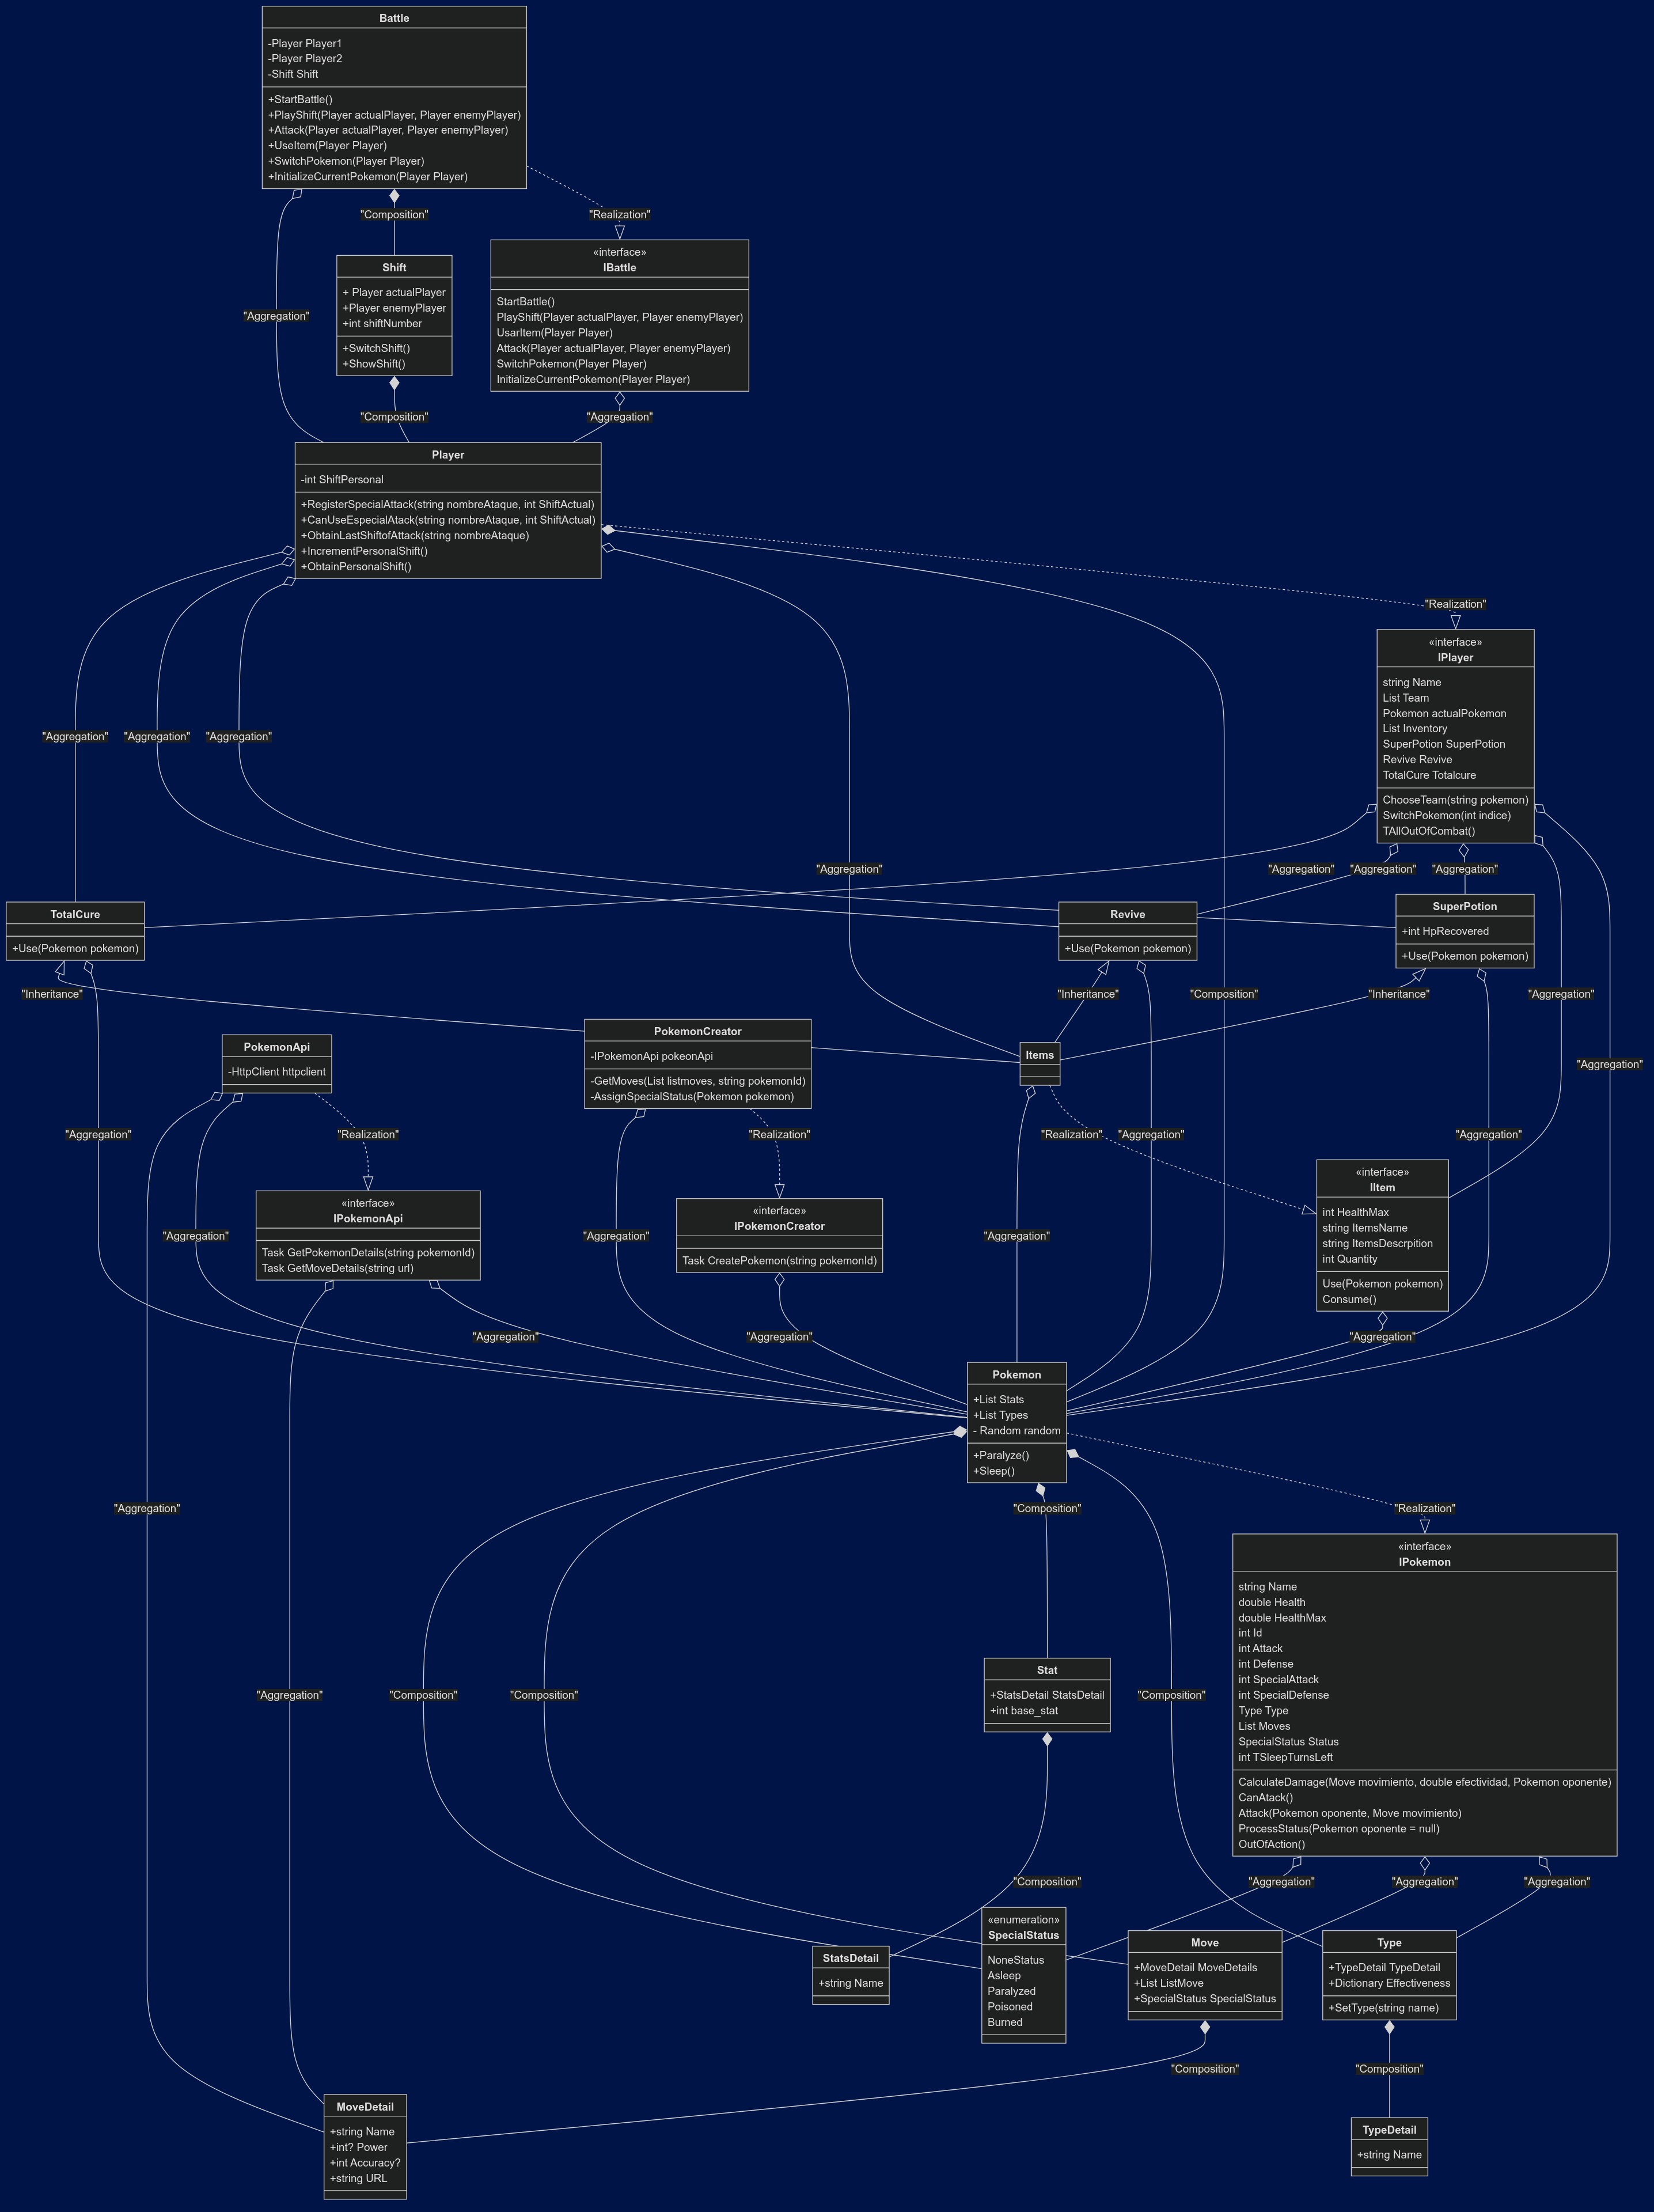 Battle
-Player Player1
-Player Player2
-Shift Shift
+StartBattle()
+PlayShift(Player actualPlayer, Player enemyPlayer)
+Attack(Player actualPlayer, Player enemyPlayer)
+UseItem(Player Player)
+SwitchPokemon(Player Player)
+InitializeCurrentPokemon(Player Player)
"Composition"
"Realization"
"Aggregation"
Shift
+ Player actualPlayer
+Player enemyPlayer
+int shiftNumber
+SwitchShift()
+ShowShift()
«interface»
IBattle
StartBattle()
PlayShift(Player actualPlayer, Player enemyPlayer)
UsarItem(Player Player)
Attack(Player actualPlayer, Player enemyPlayer)
SwitchPokemon(Player Player)
InitializeCurrentPokemon(Player Player)
"Composition"
"Aggregation"
Player
-int ShiftPersonal
+RegisterSpecialAttack(string nombreAtaque, int ShiftActual)
+CanUseEspecialAtack(string nombreAtaque, int ShiftActual)
+ObtainLastShiftofAttack(string nombreAtaque)
+IncrementPersonalShift()
+ObtainPersonalShift()
"Realization"
«interface»
IPlayer
string Name
List Team
Pokemon actualPokemon
List Inventory
SuperPotion SuperPotion
Revive Revive
TotalCure Totalcure
ChooseTeam(string pokemon)
SwitchPokemon(int indice)
TAllOutOfCombat()
"Aggregation"
"Aggregation"
"Aggregation"
"Aggregation"
"Aggregation"
"Aggregation"
"Aggregation"
TotalCure
+Use(Pokemon pokemon)
Revive
+Use(Pokemon pokemon)
SuperPotion
+int HpRecovered
+Use(Pokemon pokemon)
"Inheritance"
"Inheritance"
"Composition"
"Inheritance"
"Aggregation"
"Aggregation"
PokemonApi
-HttpClient httpclient
PokemonCreator
-IPokemonApi pokeonApi
-GetMoves(List listmoves, string pokemonId)
-AssignSpecialStatus(Pokemon pokemon)
Items
"Aggregation"
"Realization"
"Realization"
"Realization"
"Aggregation"
"Aggregation"
«interface»
IPokemonApi
Task GetPokemonDetails(string pokemonId)
Task GetMoveDetails(string url)
«interface»
IPokemonCreator
Task CreatePokemon(string pokemonId)
«interface»
IItem
int HealthMax
string ItemsName
string ItemsDescrpition
int Quantity
Use(Pokemon pokemon)
Consume()
"Aggregation"
"Aggregation"
"Aggregation"
"Aggregation"
"Aggregation"
"Aggregation"
Pokemon
+List Stats
+List Types
- Random random
+Paralyze()
+Sleep()
"Aggregation"
"Composition"
"Realization"
«interface»
IPokemon
string Name
double Health
double HealthMax
int Id
int Attack
int Defense
int SpecialAttack
int SpecialDefense
Type Type
List Moves
SpecialStatus Status
int TSleepTurnsLeft
CalculateDamage(Move movimiento, double efectividad, Pokemon oponente)
CanAtack()
Attack(Pokemon oponente, Move movimiento)
ProcessStatus(Pokemon oponente = null)
OutOfAction()
Stat
+StatsDetail StatsDetail
+int base_stat
"Aggregation"
"Composition"
"Composition"
"Composition"
"Composition"
"Aggregation"
"Aggregation"
"Aggregation"
StatsDetail
+string Name
«enumeration»
SpecialStatus
NoneStatus
Asleep
Paralyzed
Poisoned
Burned
Move
+MoveDetail MoveDetails
+List ListMove
+SpecialStatus SpecialStatus
Type
+TypeDetail TypeDetail
+Dictionary Effectiveness
+SetType(string name)
"Composition"
"Composition"
MoveDetail
+string Name
+int? Power
+int Accuracy?
+string URL
TypeDetail
+string Name